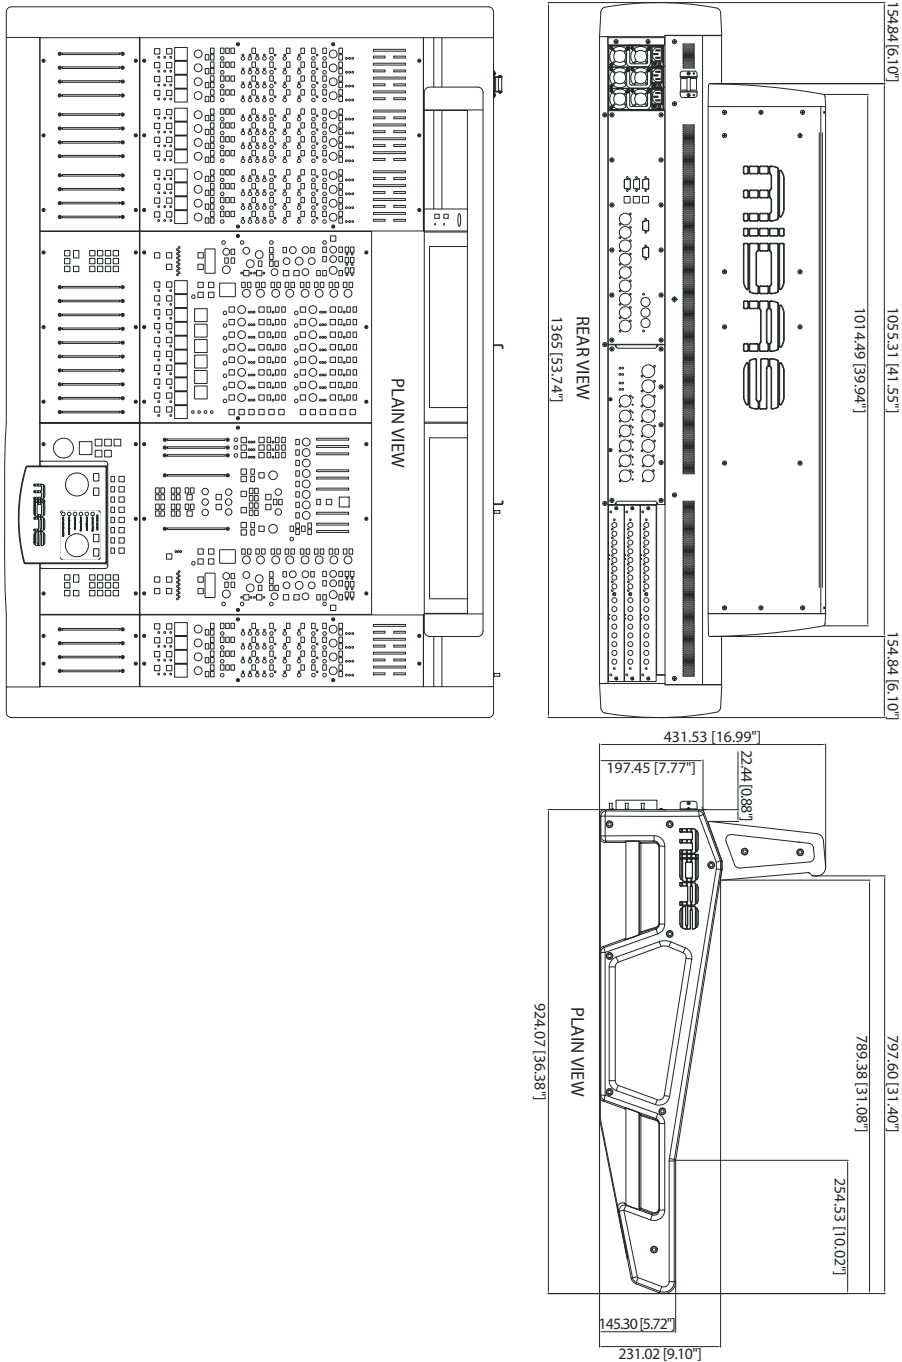 PLAIN VIEW
MIDAS
154.84 [6.10"]
1055.31 [41.55"]
1014.49 [39.94"]
154.84 [6.10"]
MIDAS
REAR VIEW
1365 [53.74"]
431.53 [16.99"]
197.45 [7.77"]
22.44 [0.88"]
MIDAS
797.60 [31.40"]
789.38 [31.08"]
254.53 [10.02"]
PLAIN VIEW
924.07 [36.38"]
145.30 [5.72"]
231.02 [9.10"]